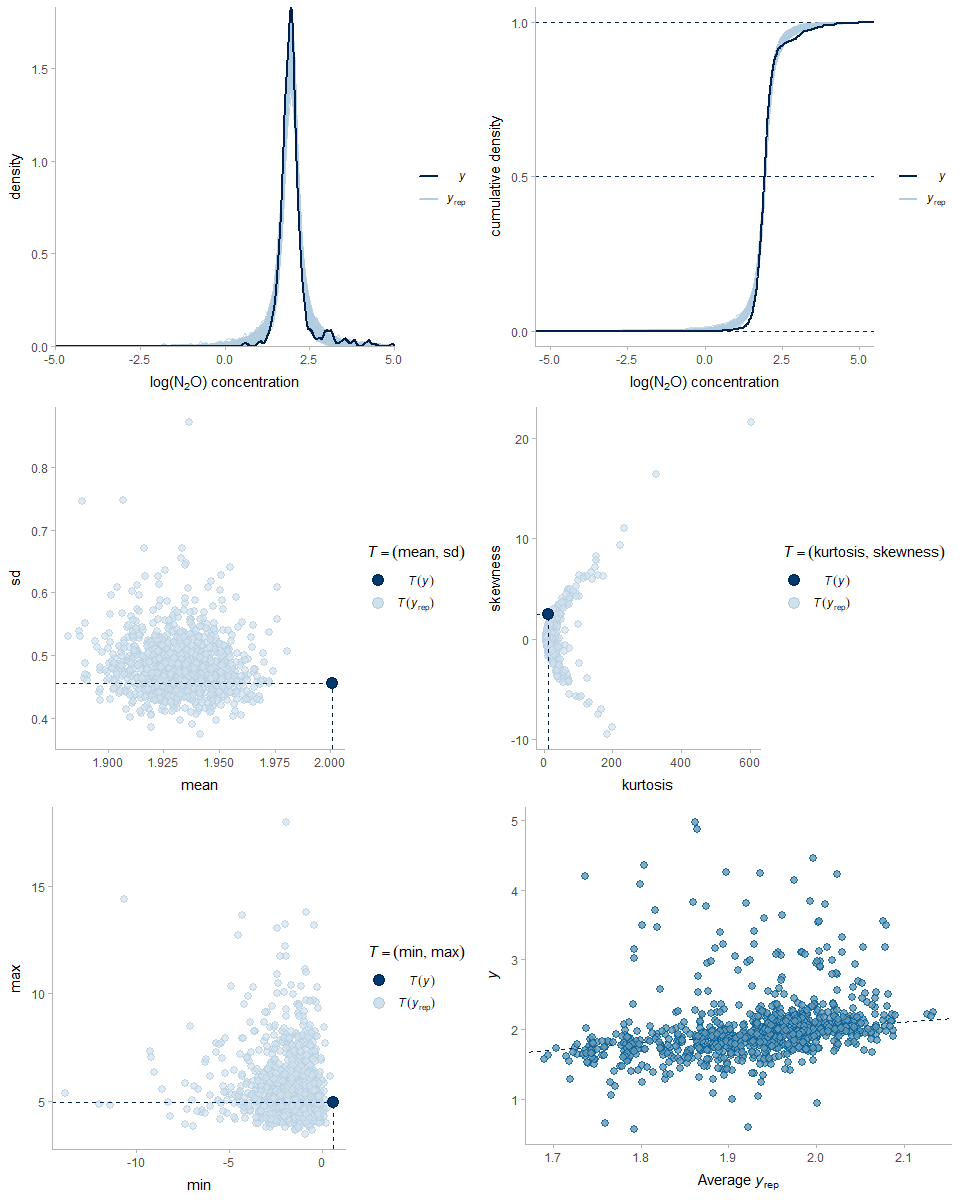 density
1.5
1.0
0.5
0.0
-5.0 -2.5 0.0 2.5 5.0
log(N₂O) concentration
y
yrep
cumulative density
1.0
0.5
0.0
-5.0 -2.5 0.0 2.5 5.0
log(N₂O) concentration
y
yrep
sd
0.8
0.7
0.6
0.5
0.4
1.900 1.925 1.950 1.975 2.000
mean
T = (mean, sd)
T(y)
T(yrep)
skewness
20
10
0
-10
0 200 400 600
kurtosis
T = (kurtosis, skewness)
T(y)
T(yrep)
max
15
10
5
-10 -5 0
min
T = (min, max)
T(y)
T(yrep)
y
5
4
3
2
1
1.7 1.8 1.9 2.0 2.1
Average yrep